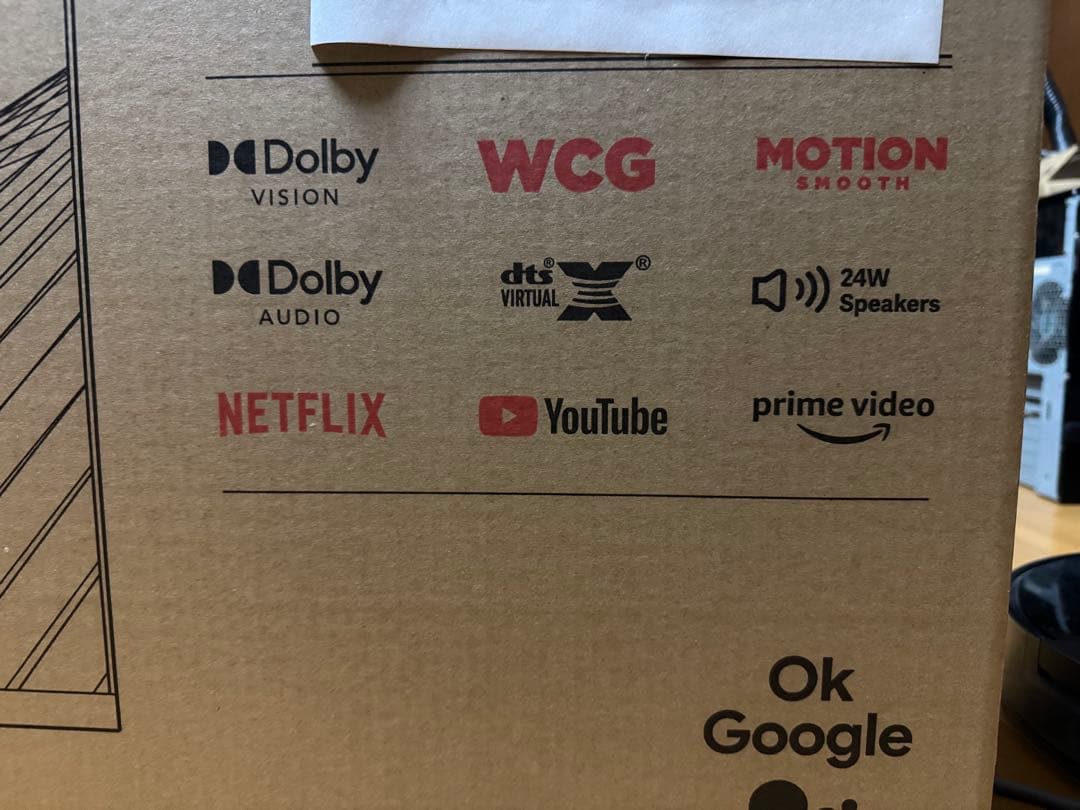 Dolby
VISION
WCG
MOTION
SMOOTH
Dolby
AUDIO
dts®
VIRTUAL X®
24W
Speakers
NETFLIX
YouTube
prime video
Ok
Google